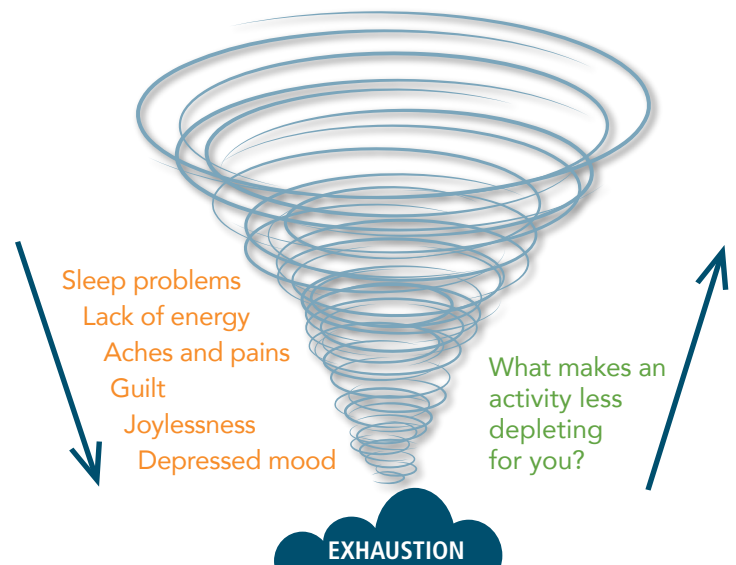 Sleep problems
Lack of energy
Aches and pains
Guilt
Joylessness
Depressed mood
What makes an
activity less
depleting
for you?
EXHAUSTION